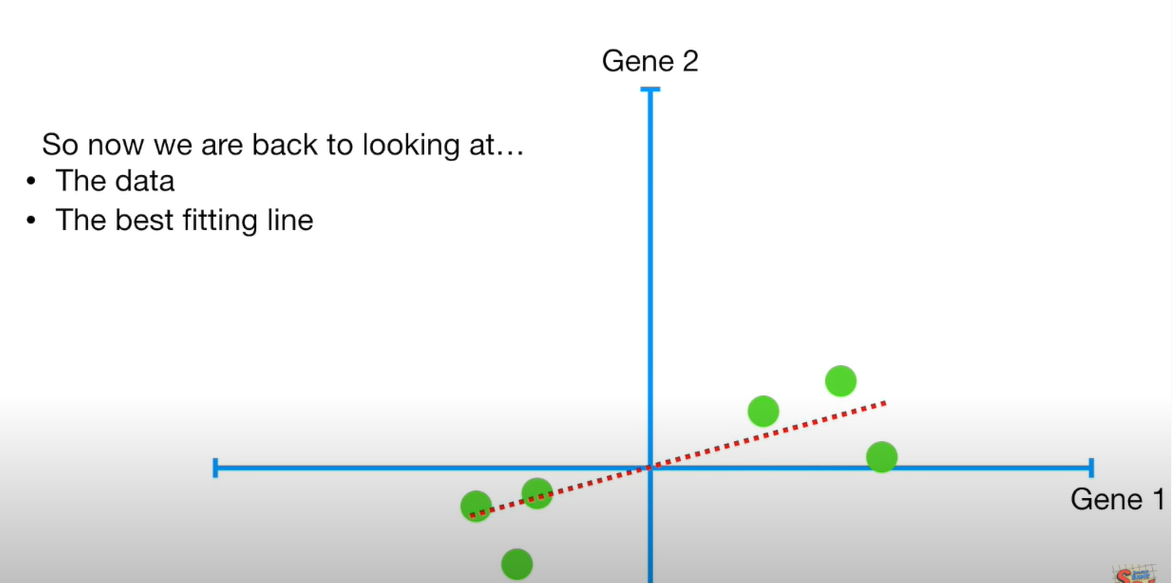 Gene 2
So now we are back to looking at…
• The data
• The best fitting line
Gene 1